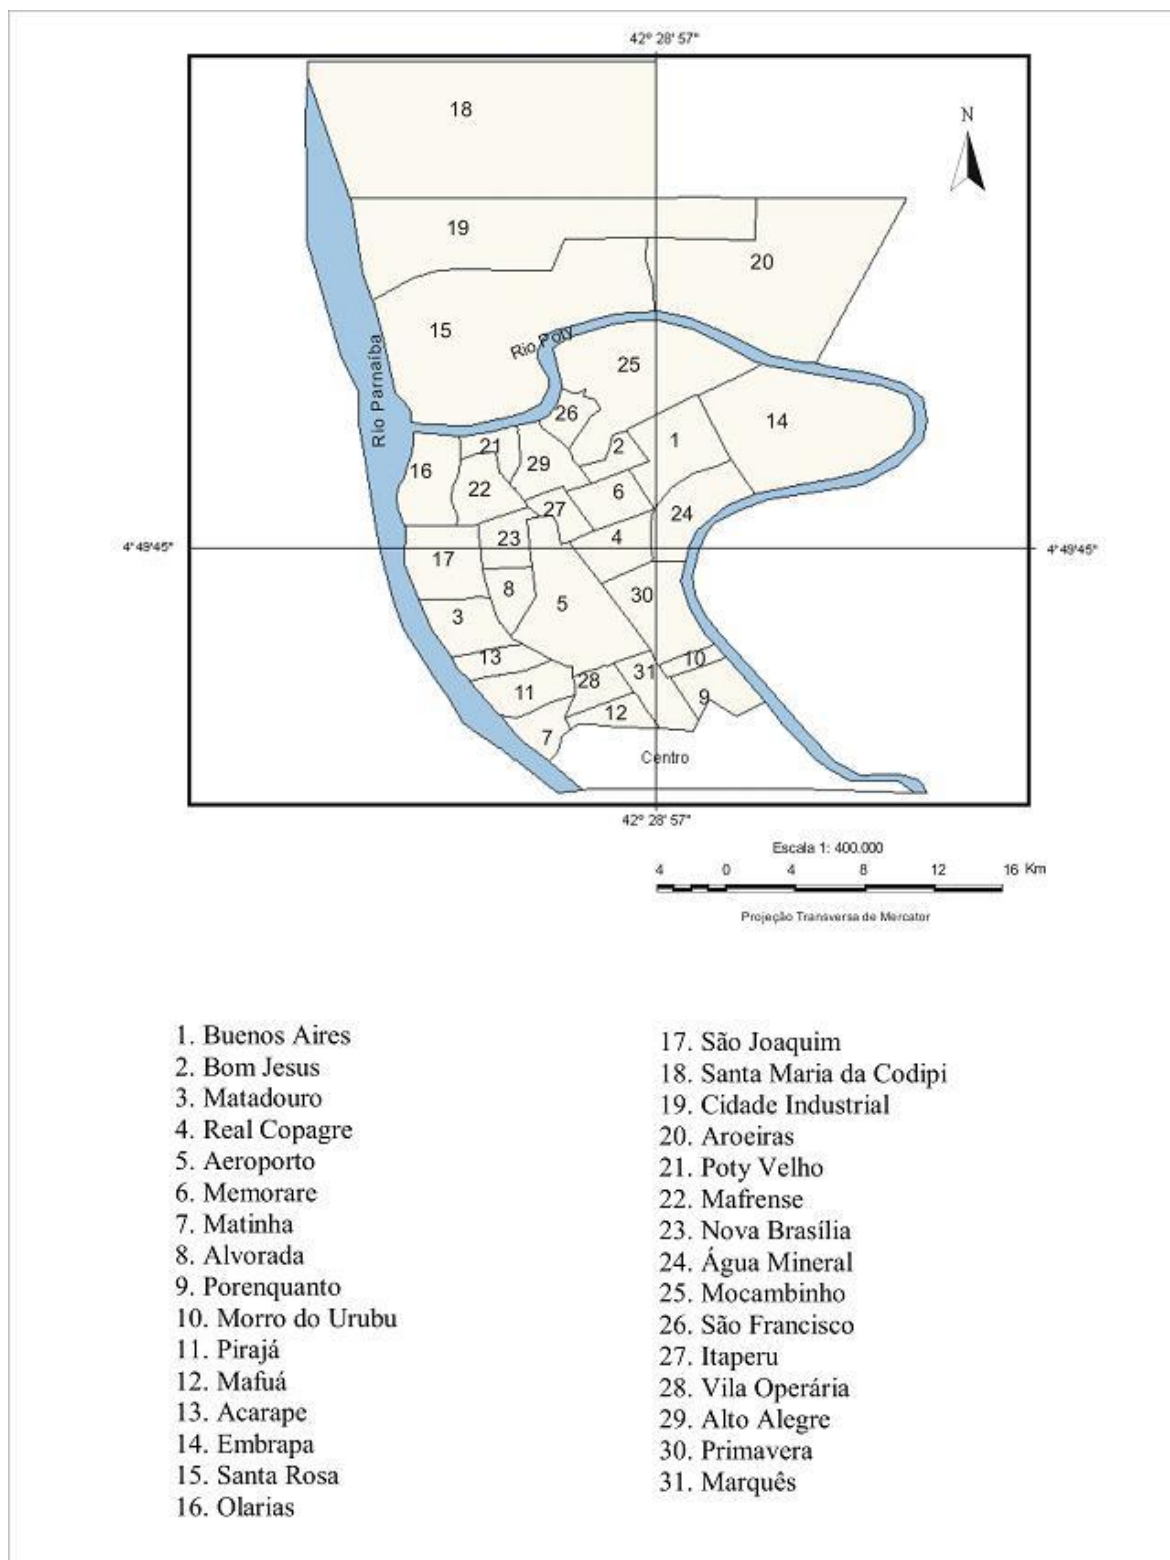 42º 28' 57"
N
18
19
20
15
Rio Poty
25
Rio Parnaíba
26
14
21
2
1
16
29
22
6
27
24
23
4
4º49'45"
4º49'45"
17
8
5
30
3
13
10
31
28
11
9
12
7
Centro
42º 28' 57"
Escala 1: 400.000
4 0 4 8 12 16 Km
Projeção Transversa de Mercator
1. Buenos Aires
2. Bom Jesus
3. Matadouro
4. Real Copagre
5. Aeroporto
6. Memorare
7. Matinha
8. Alvorada
9. Porenquanto
10. Morro do Urubu
11. Pirajá
12. Mafuá
13. Acarape
14. Embrapa
15. Santa Rosa
16. Olarias
17. São Joaquim
18. Santa Maria da Codipi
19. Cidade Industrial
20. Aroeiras
21. Poty Velho
22. Mafrense
23. Nova Brasília
24. Água Mineral
25. Mocambinho
26. São Francisco
27. Itaperu
28. Vila Operária
29. Alto Alegre
30. Primavera
31. Marquês